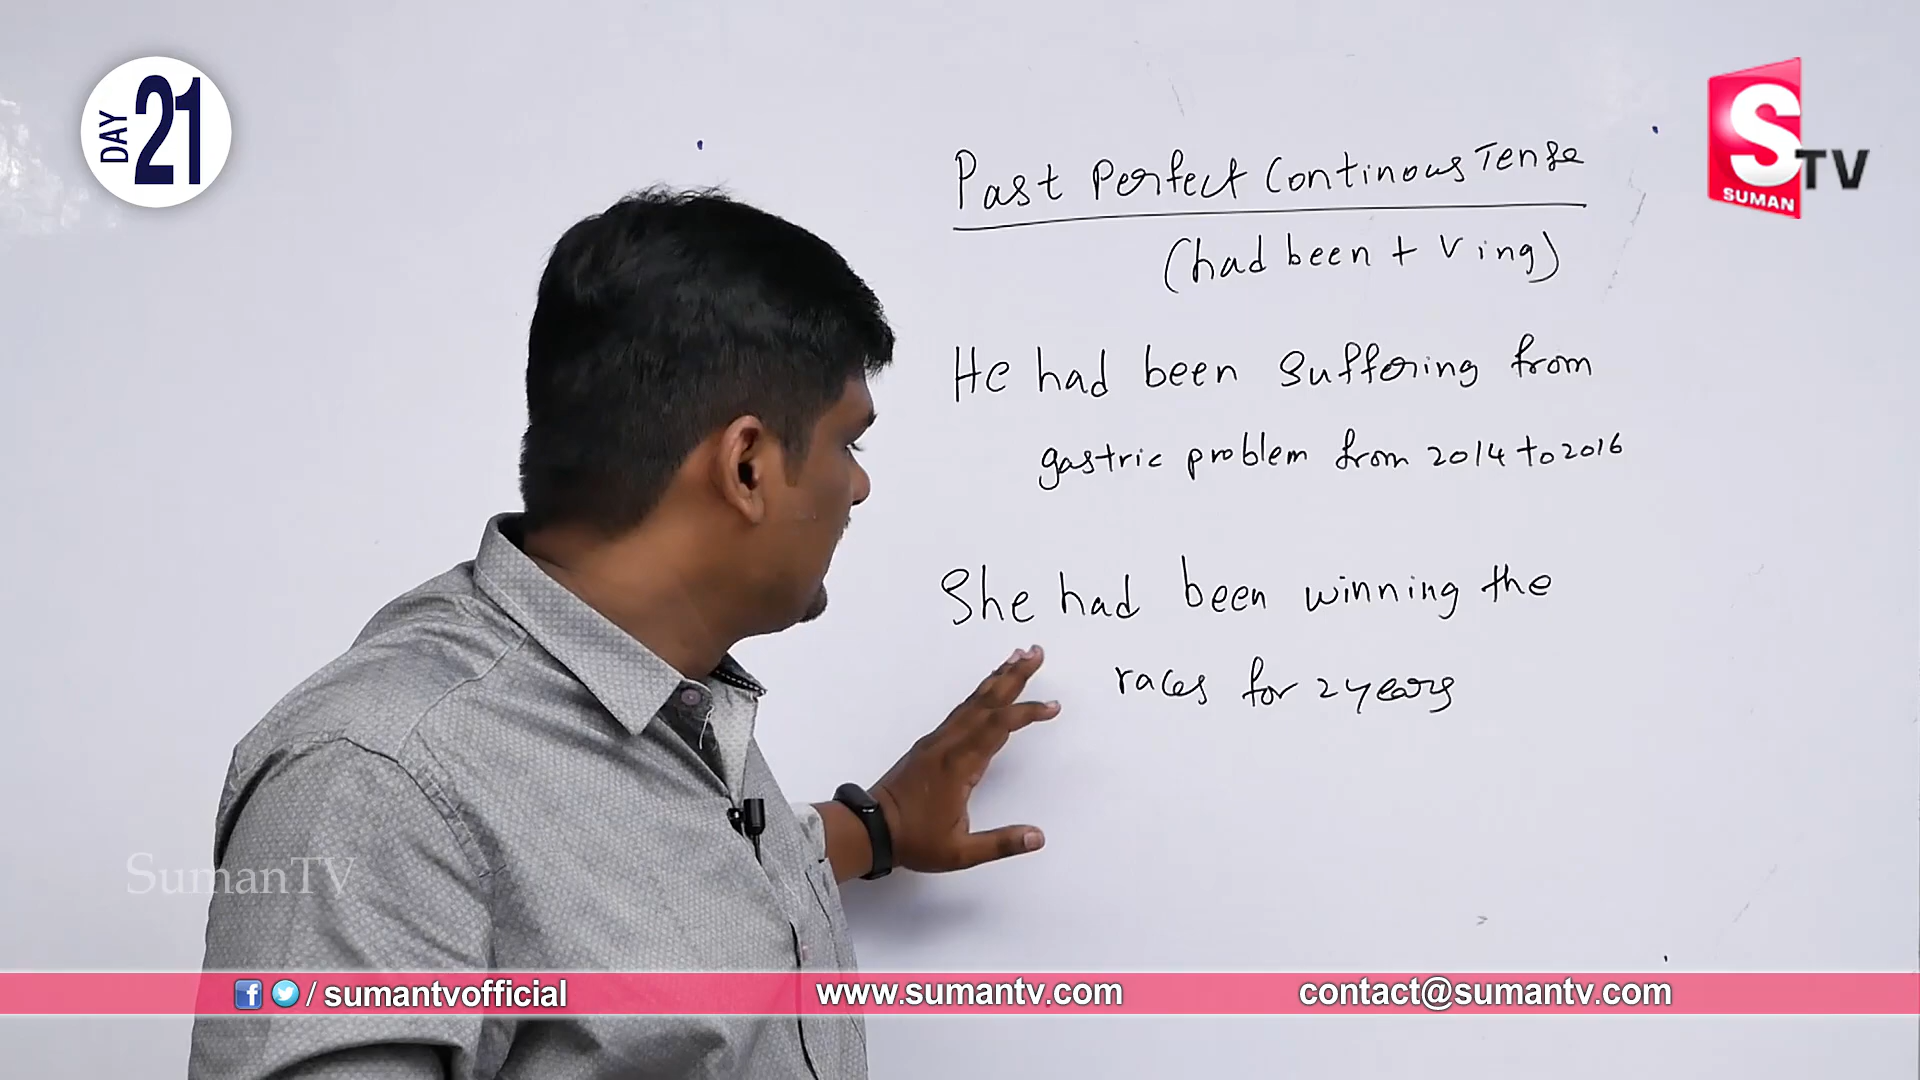 DAY 21
S TV
SUMAN
Past Perfect Continous Tense
(had been + V ing)
He had been suffering from
gastric problem from 2014 to 2016
She had been winning the
races for 2 years
SumanTV
/ sumantvofficial
www.sumantv.com
contact@sumantv.com